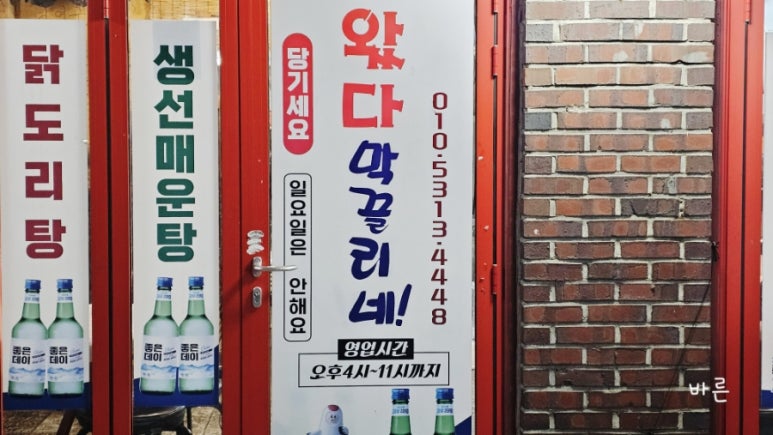 닭도리탕
생선매운탕
당기세요
왔다
막끌리네!
010.5313.4448
일요일은 안해요
영업시간
오후4시~11시까지
좋은
데이
좋은
데이
좋은
데이
좋은
데이
바른